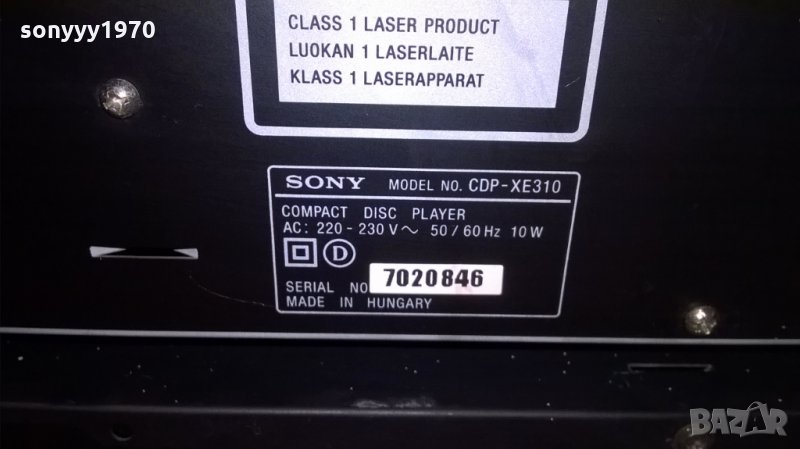 sonyyy1970
CLASS 1 LASER PRODUCT
LUOKAN 1 LASERLAITE
KLASS 1 LASERAPPARAT
SONY MODEL NO. CDP-XE310
COMPACT DISC PLAYER
AC: 220 - 230 V~ 50 / 60 Hz 10 W
D
SERIAL NO 7020846
MADE IN HUNGARY
BAZAR